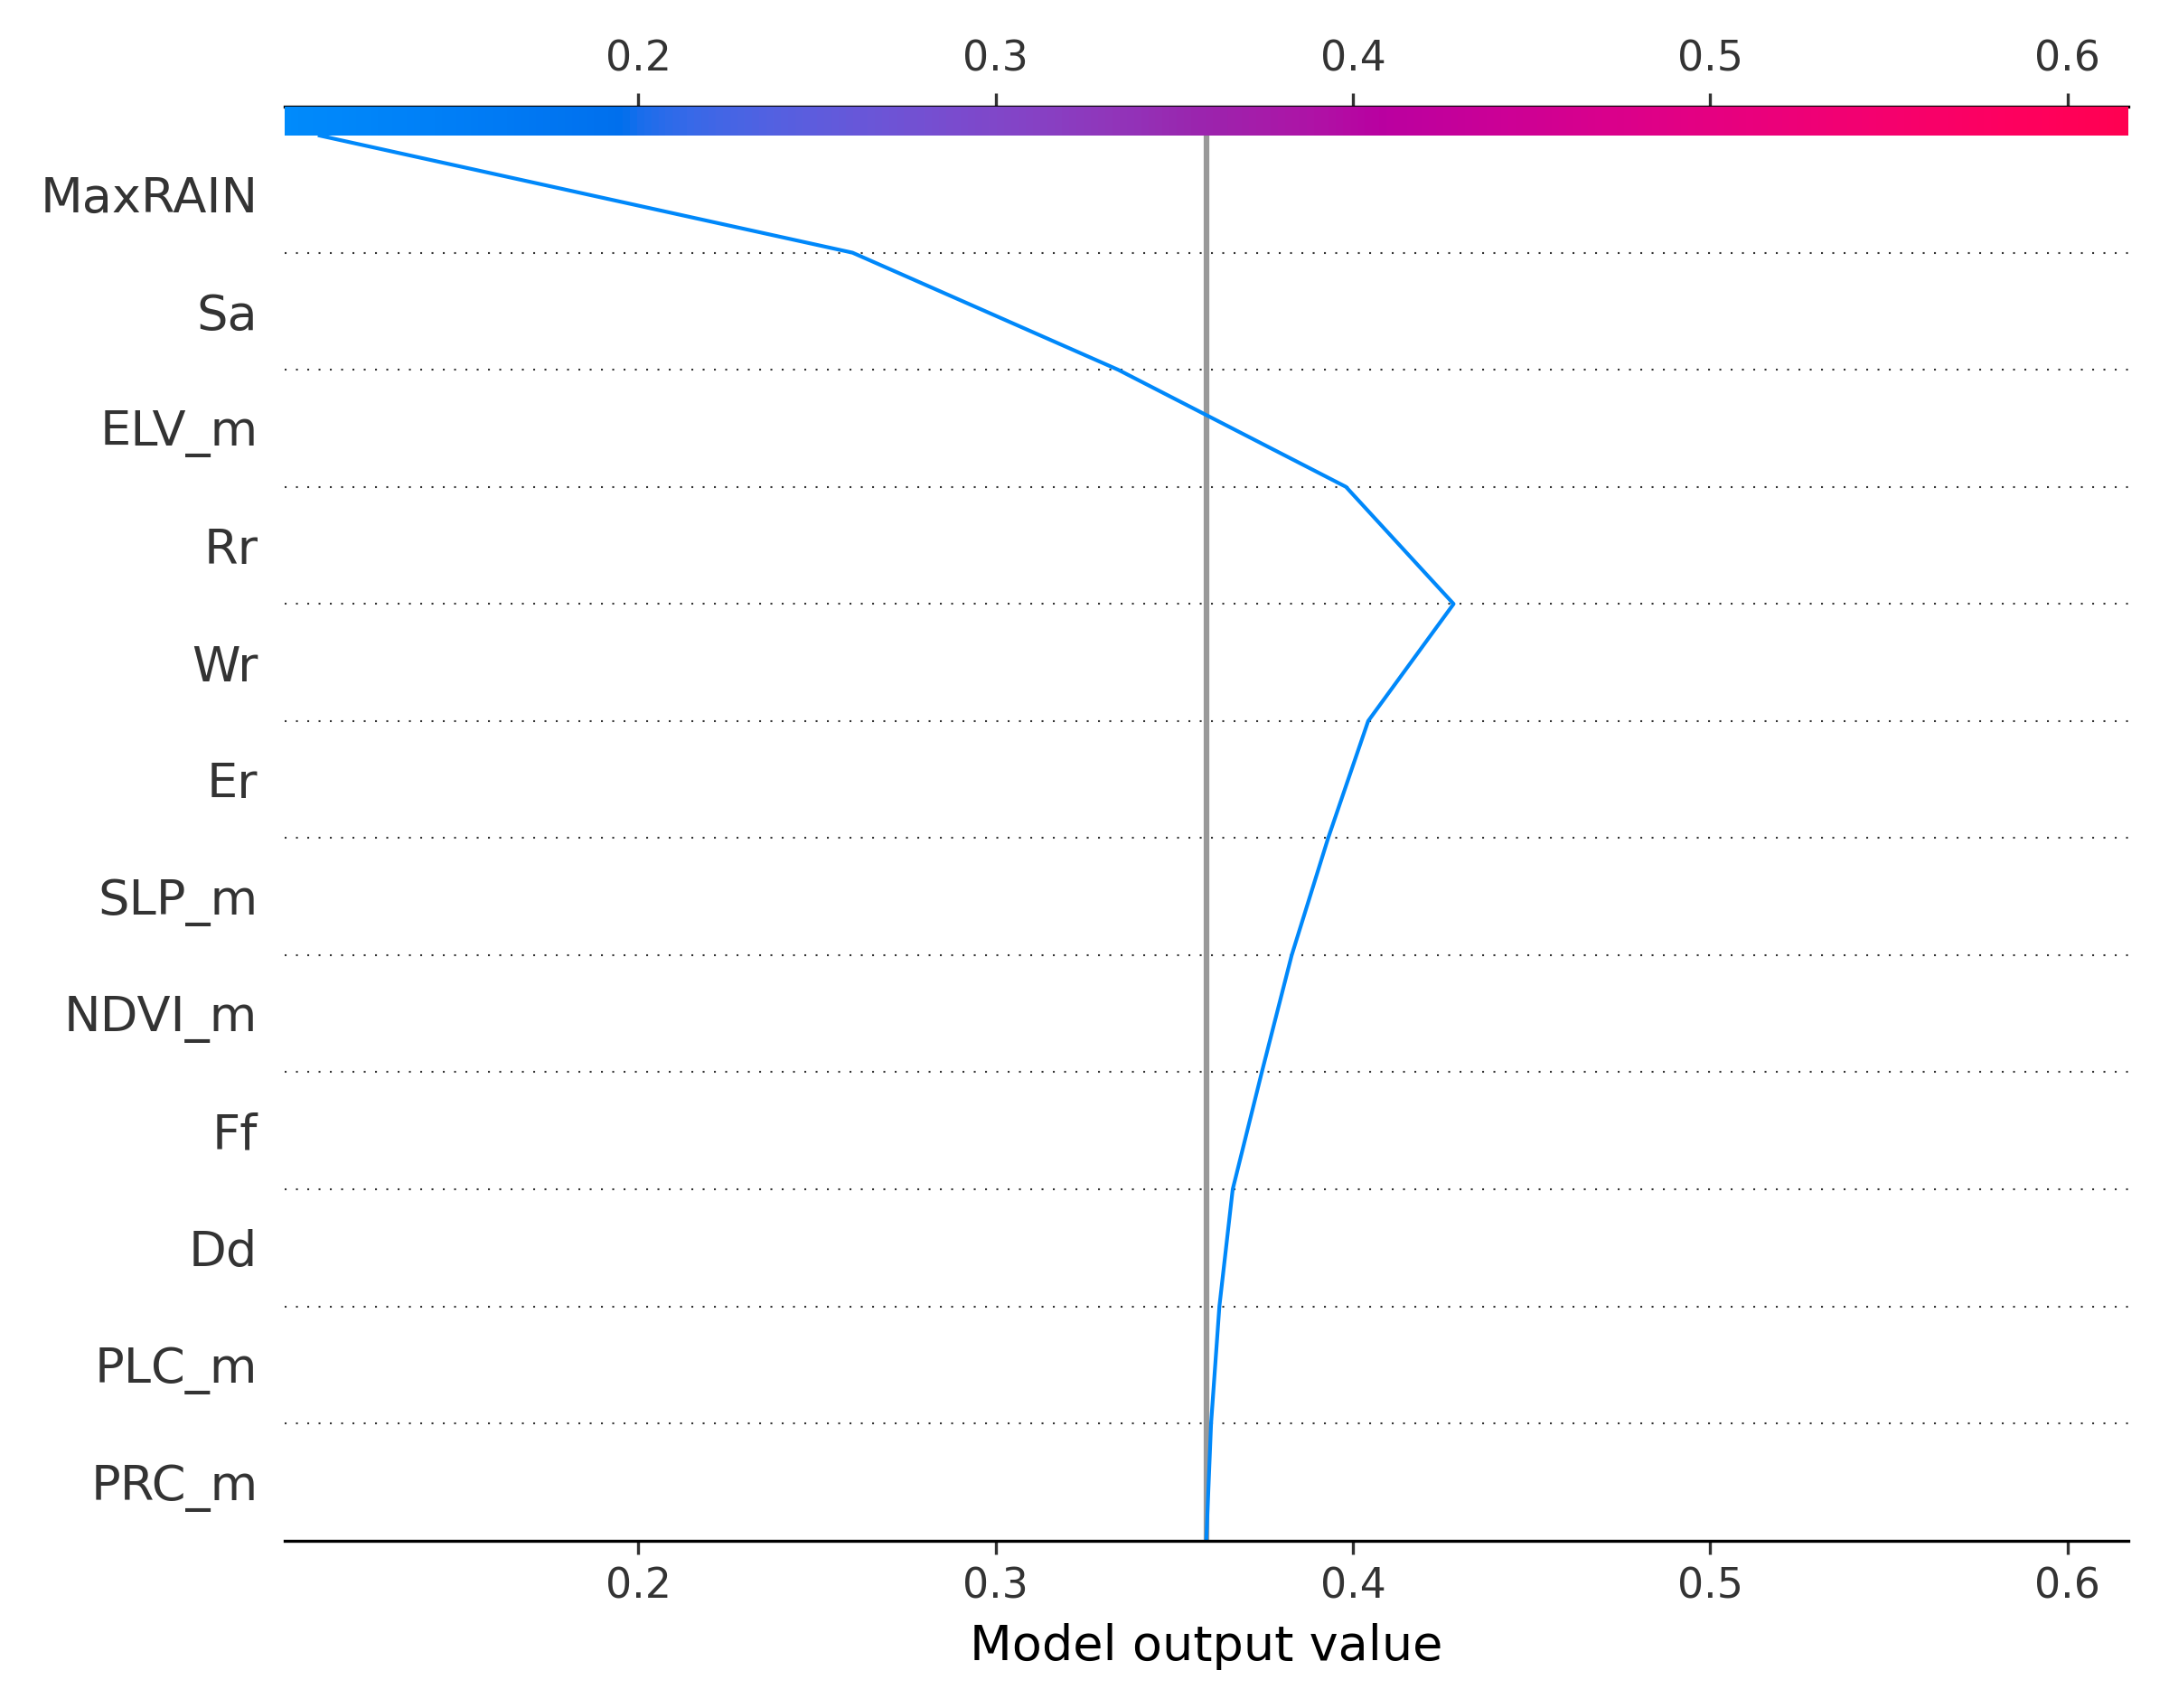 0.2 0.3 0.4 0.5 0.6
MaxRAIN
Sa
ELV_m
Rr
Wr
Er
SLP_m
NDVI_m
Ff
Dd
PLC_m
PRC_m
0.2 0.3 0.4 0.5 0.6
Model output value